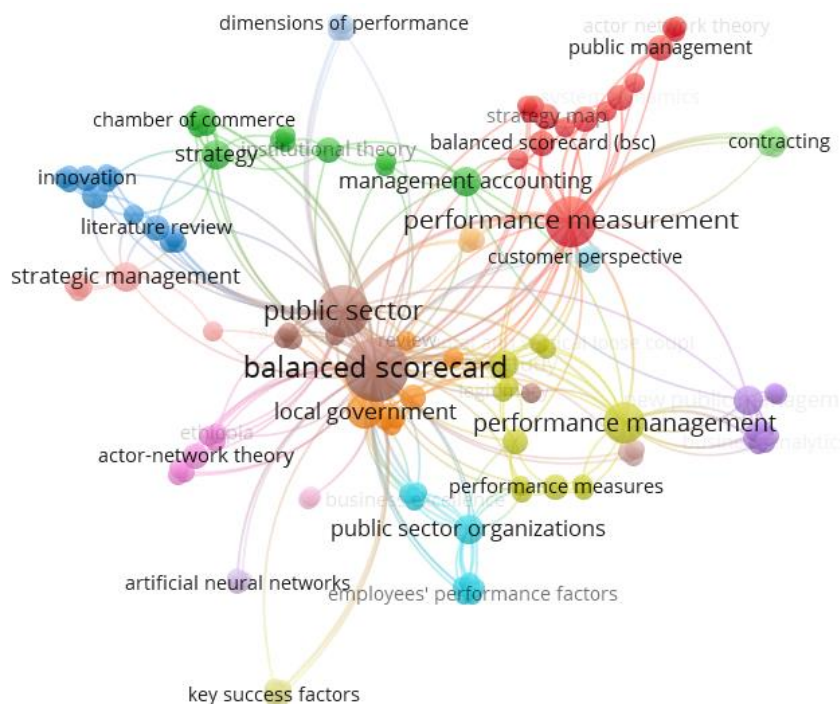 dimensions of performance
actor network theory
public management
chamber of commerce
strategy map
contracting
strategy
institutional theory
balanced scorecard (bsc)
innovation
management accounting
literature review
performance measurement
customer perspective
strategic management
public sector
review
balanced scorecard
local government
performance management
ethiopia
actor-network theory
performance measures
business excellence
public sector organizations
artificial neural networks
employees' performance factors
key success factors